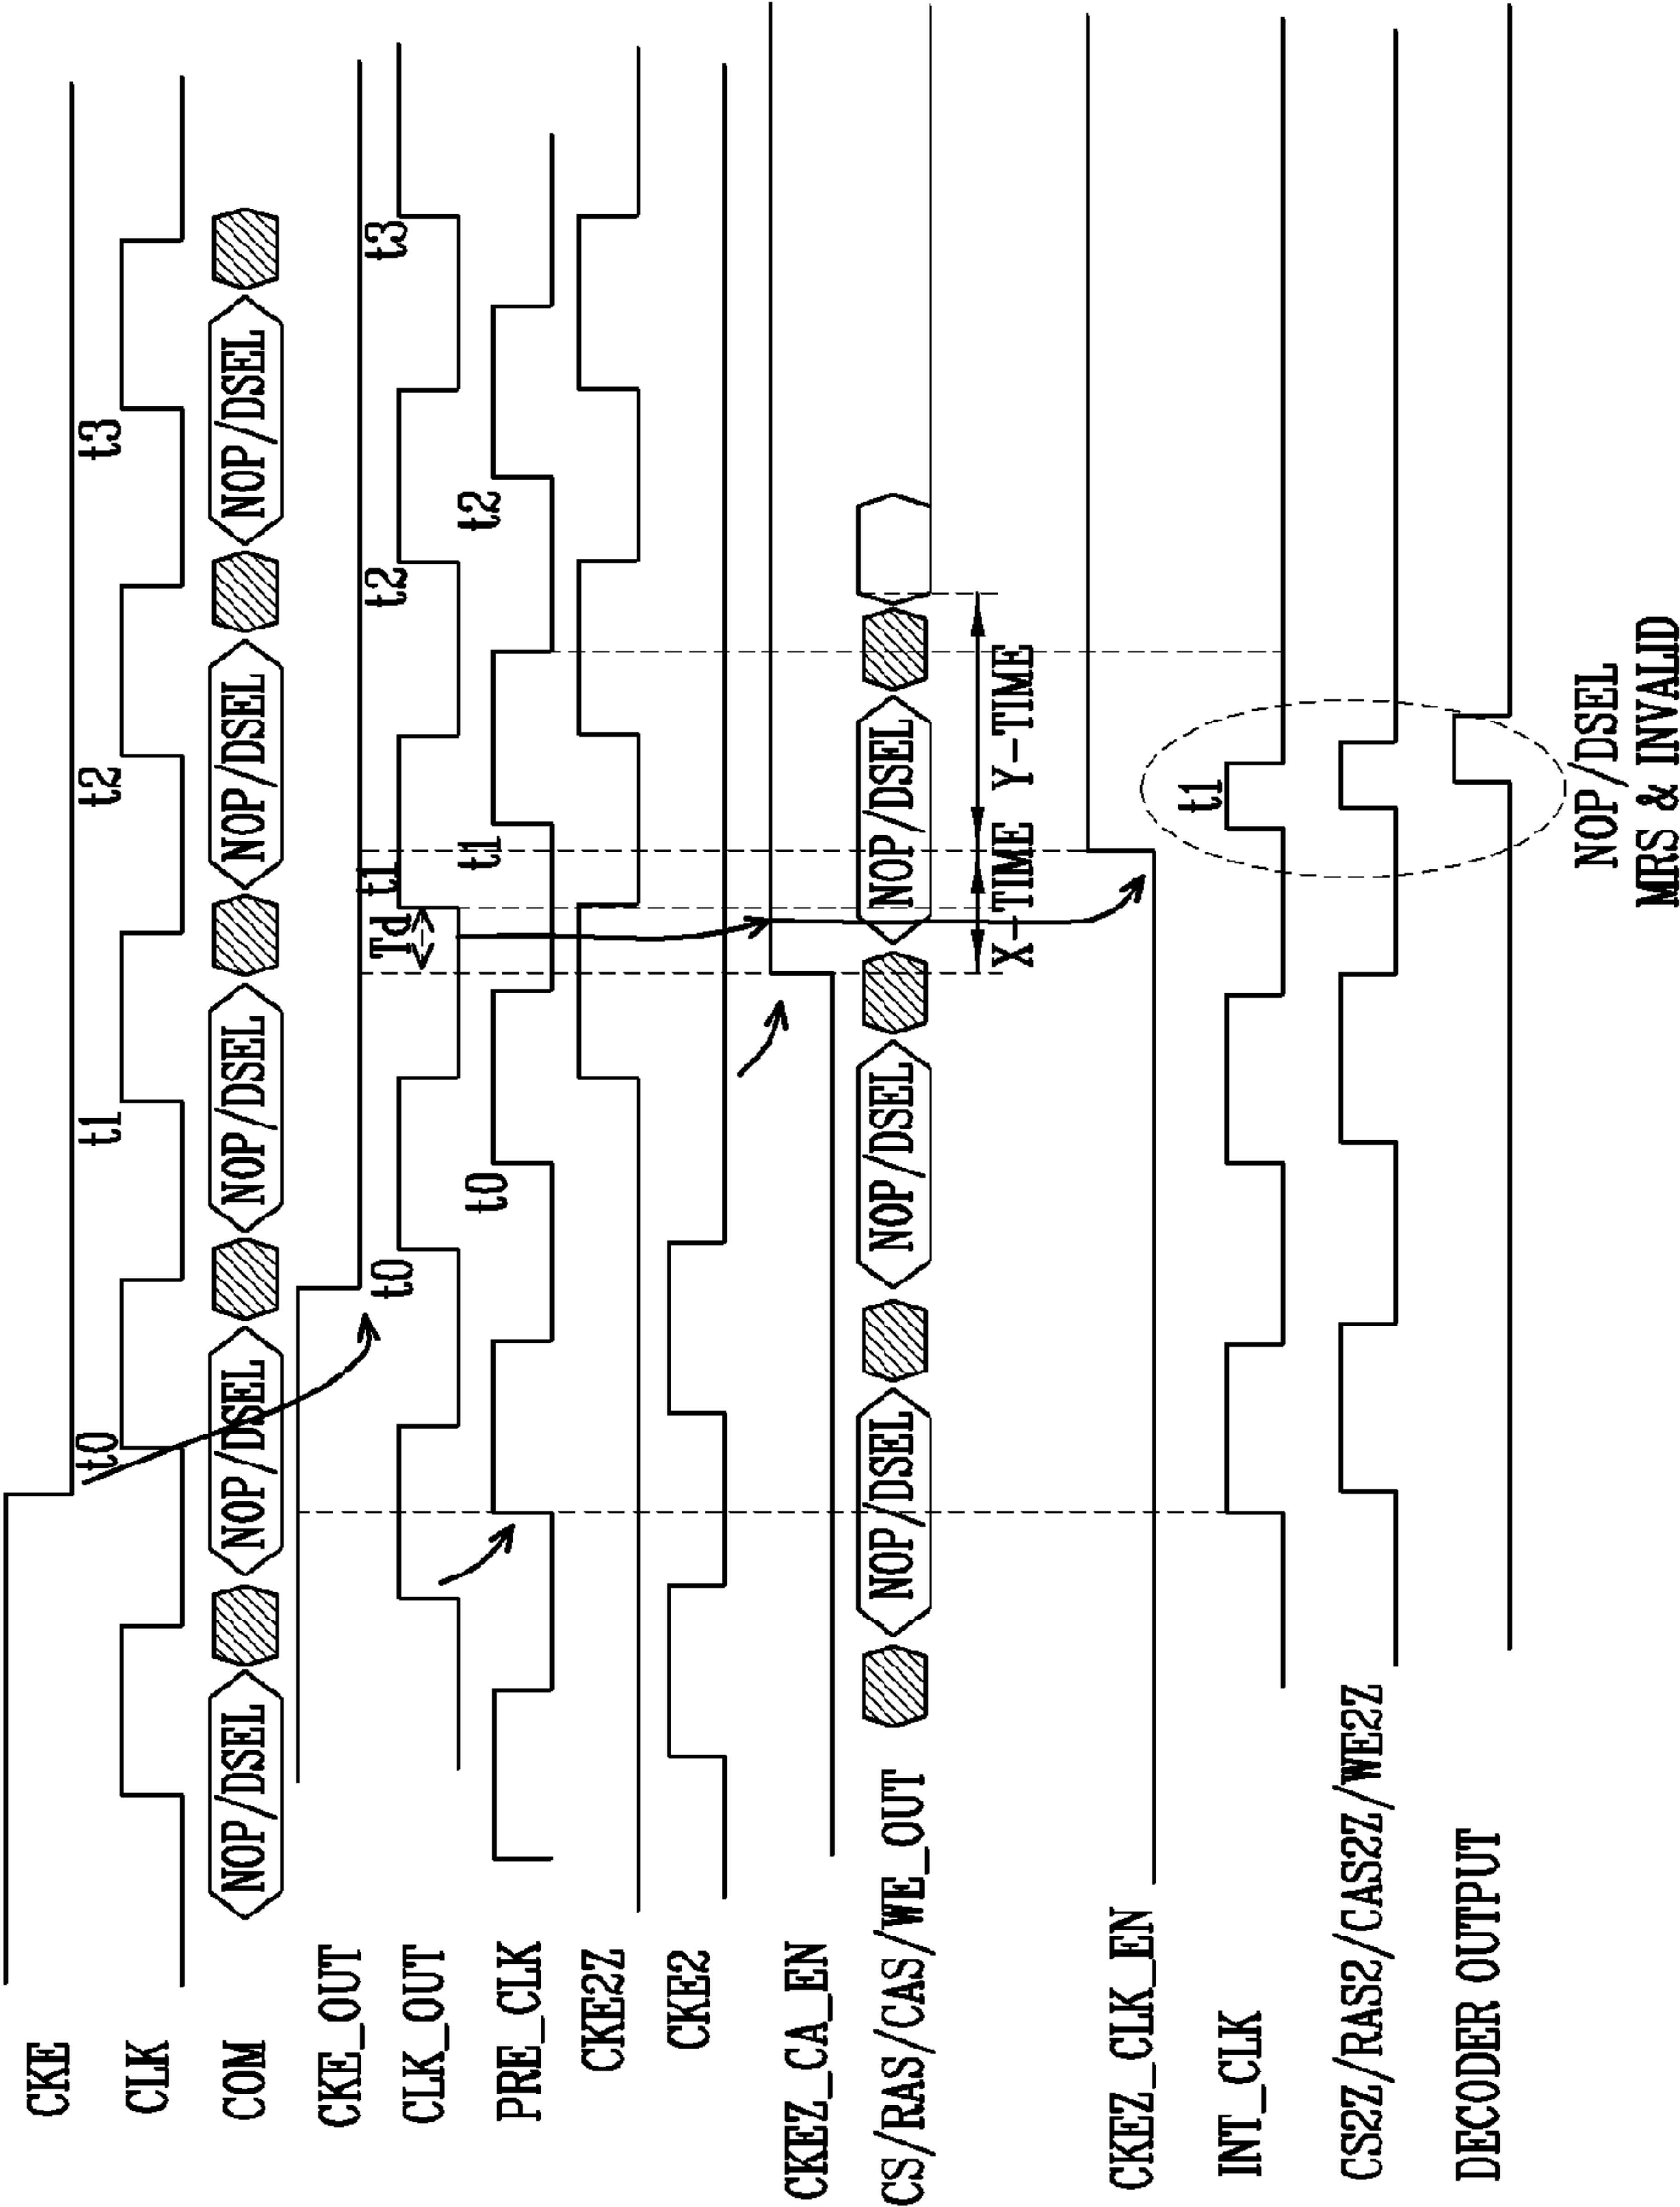 CKE
t0 t1 t2 t3
CLK
COM NOP/DSEL NOP/DSEL NOP/DSEL NOP/DSEL NOP/DSEL
CKE_OUT
t0 Td t1 t2 t3
CLK_OUT
t0 t1 t2
PRE_CLK
CKE2Z
CKE2
CKEZ_CA_EN
CS/RAS/CAS/WE_OUT NOP/DSEL NOP/DSEL NOP/DSEL
X-TIME Y-TIME
CKEZ_CLK_EN
t1
INT_CLK
CS2Z/RAS2/CAS2Z/WE2Z
DECODER OUTPUT
NOP/DSEL
MRS & INVALID